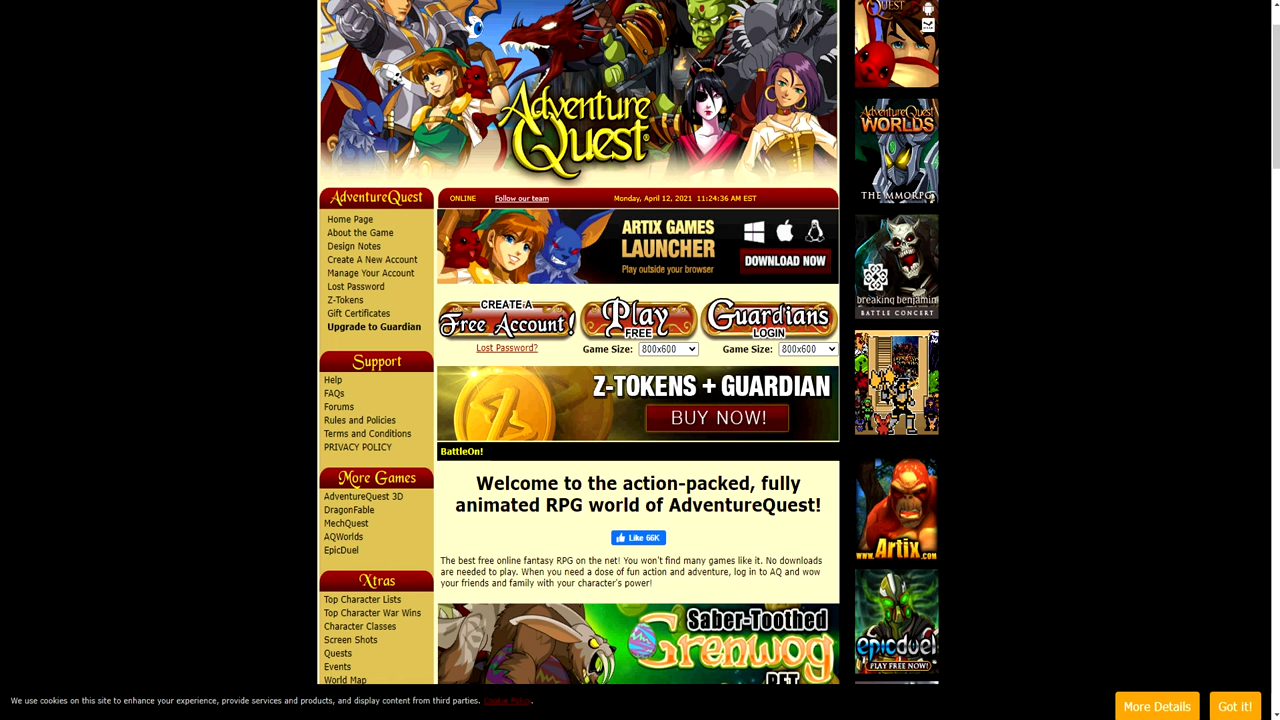 QUEST
Adventure
Quest
AdventureQuest
Home Page
About the Game
Design Notes
Create A New Account
Manage Your Account
Lost Password
Z-Tokens
Gift Certificates
Upgrade to Guardian
Support
Help
FAQs
Forums
Rules and Policies
Terms and Conditions
PRIVACY POLICY
More Games
AdventureQuest 3D
DragonFable
MechQuest
AQWorlds
EpicDuel
Xtras
Top Character Lists
Top Character War Wins
Character Classes
Screen Shots
Quests
Events
World Map
ONLINE Follow our team Monday, April 12, 2021 11:24:36 AM EST
ARTIX GAMES
LAUNCHER
Play outside your browser
DOWNLOAD NOW
CREATE A
Free Account!
Play
FREE
Guardians
LOGIN
Lost Password?
Game Size: 800x600
Game Size: 800x600
Z-TOKENS + GUARDIAN
BUY NOW!
BattleOn!
Welcome to the action-packed, fully
animated RPG world of AdventureQuest!
Like 66K
The best free online fantasy RPG on the net! You won't find many games like it. No downloads
are needed to play. When you need a dose of fun action and adventure, log in to AQ and wow
your friends and family with your character's power!
Saber-Toothed
Grenwog
PET
AdventureQuest
WORLDS
THE MMORPG
breaking benjamin
BATTLE CONCERT
www.Artix.com
epicduel
PLAY FREE NOW!
We use cookies on this site to enhance your experience, provide services and products, and display content from third parties. Cookie Policy.
More Details
Got it!